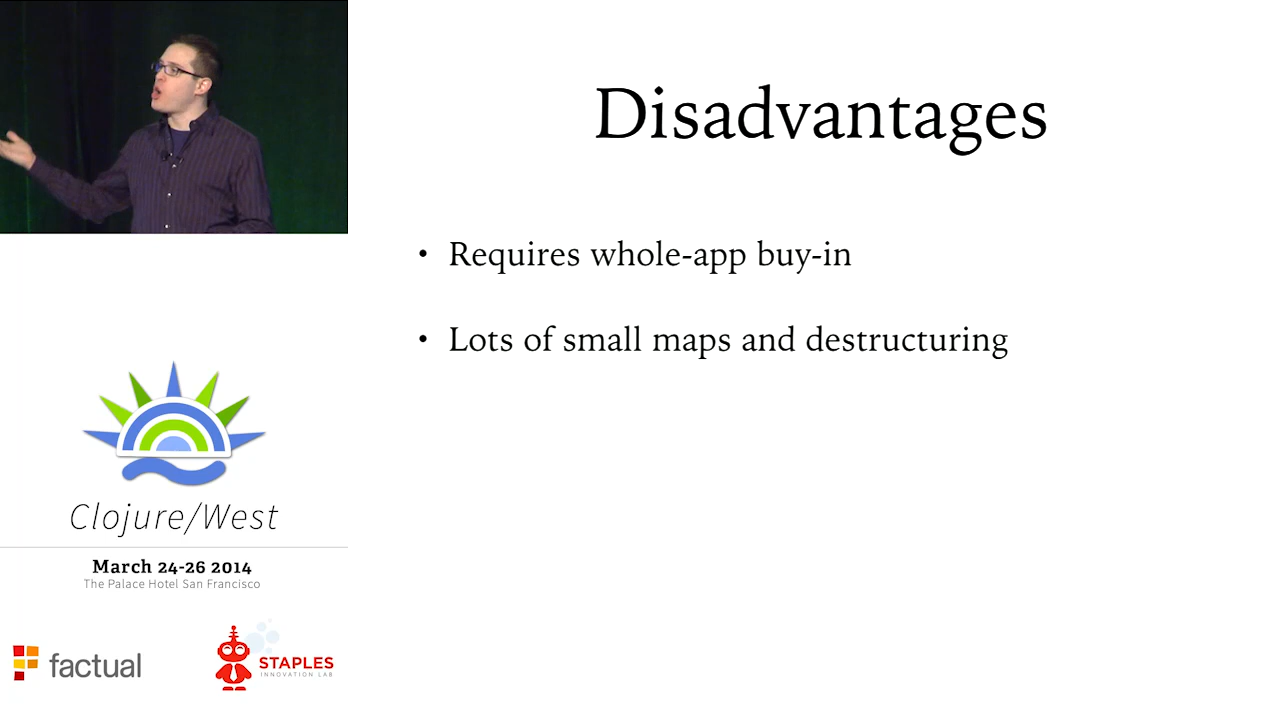 Disadvantages
• Requires whole-app buy-in
• Lots of small maps and destructuring
Clojure/West
March 24-26 2014
The Palace Hotel San Francisco
factual
STAPLES
INNOVATION LAB